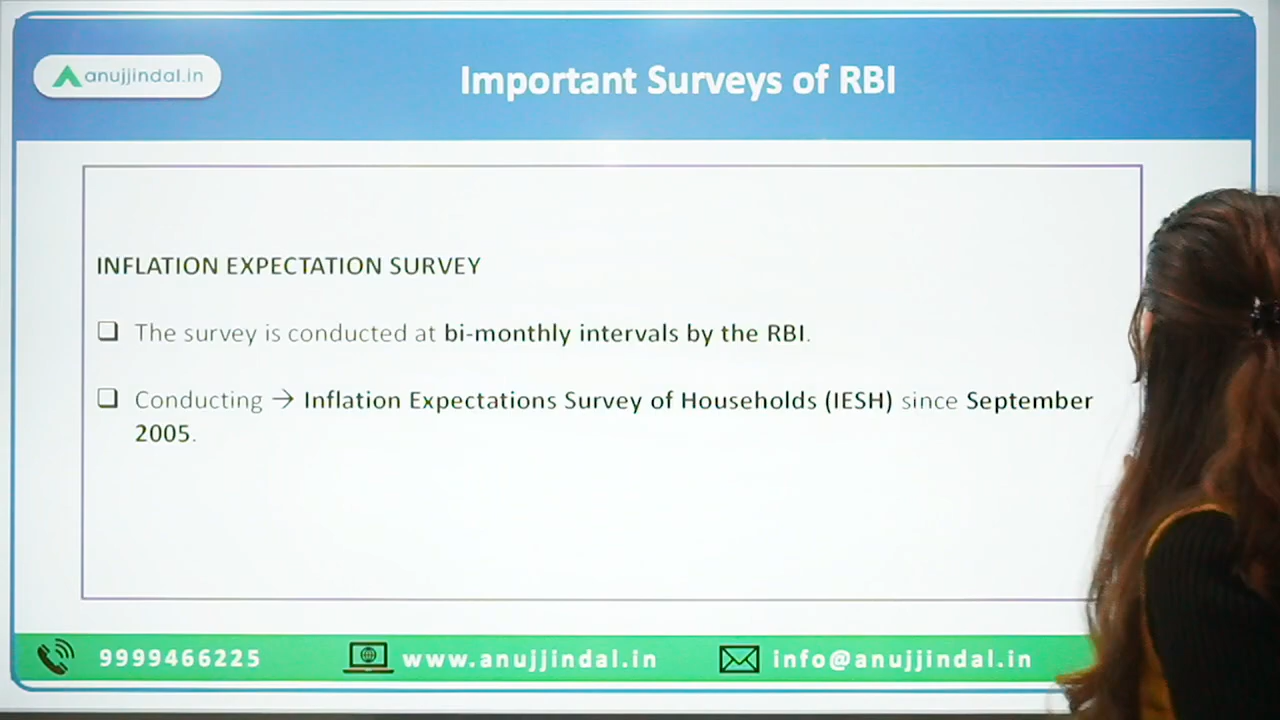 anujjindal.in
Important Surveys of RBI
INFLATION EXPECTATION SURVEY
❑ The survey is conducted at bi-monthly intervals by the RBI.
❑ Conducting → Inflation Expectations Survey of Households (IESH) since September
2005.
9999466225
www.anujjindal.in
info@anujjindal.in